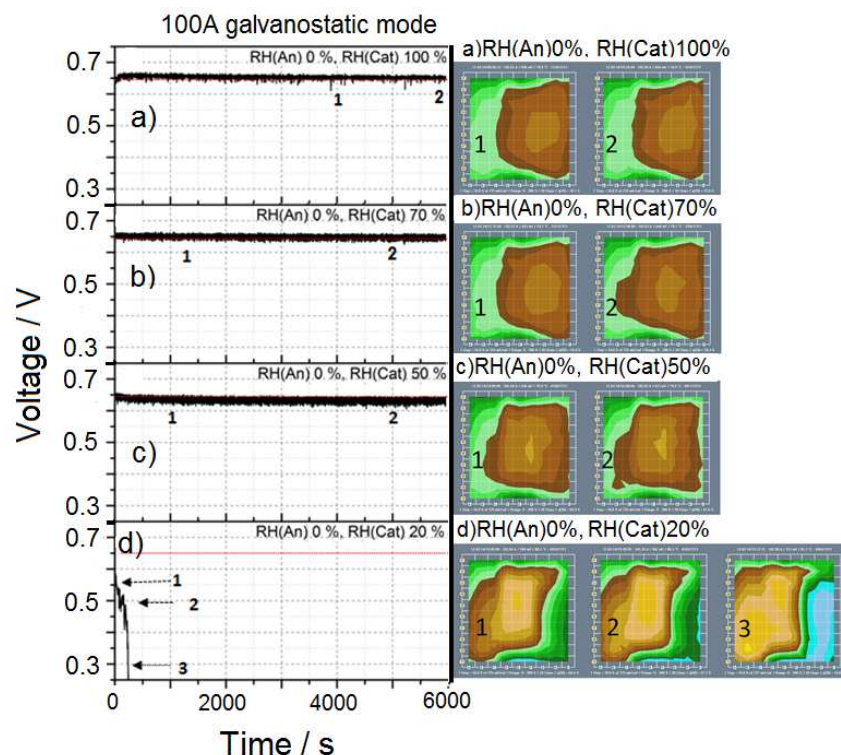 100A galvanostatic mode
Voltage / V
0.7
0.5
0.3
RH(An) 0 %, RH(Cat) 100 %
1
2
a)
0.7
0.5
0.3
RH(An) 0 %, RH(Cat) 70 %
1
2
b)
0.7
0.5
0.3
RH(An) 0 %, RH(Cat) 50 %
1
2
c)
0.7
0.5
0.3
RH(An) 0 %, RH(Cat) 20 %
d)
1
2
3
0 2000 4000 6000
Time / s
a)RH(An)0%, RH(Cat)100%
1 2
b)RH(An)0%, RH(Cat)70%
1 2
c)RH(An)0%, RH(Cat)50%
1 2
d)RH(An)0%, RH(Cat)20%
1 2 3